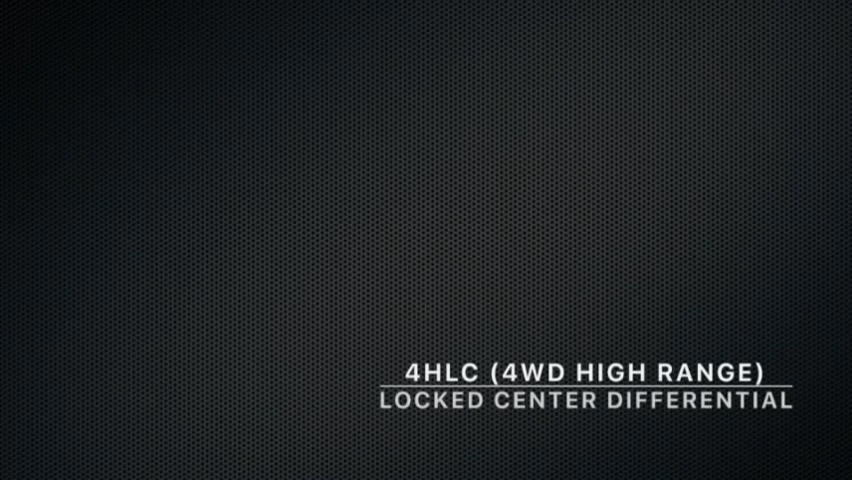 4HLC (4WD HIGH RANGE)
LOCKED CENTER DIFFERENTIAL